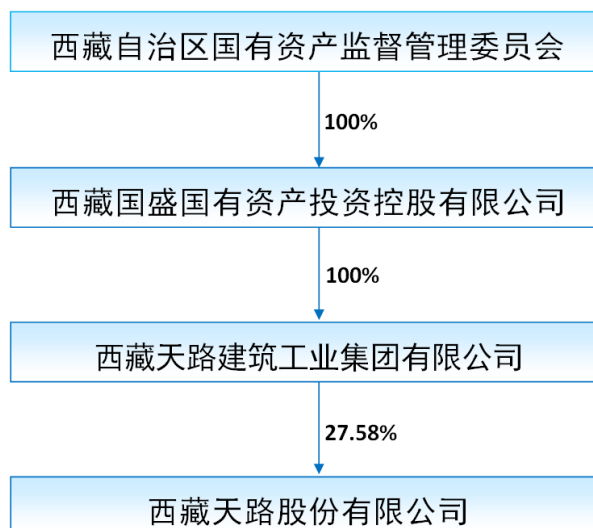 西藏自治区国有资产监督管理委员会
100%
西藏国盛国有资产投资控股有限公司
100%
西藏天路建筑工业集团有限公司
27.58%
西藏天路股份有限公司